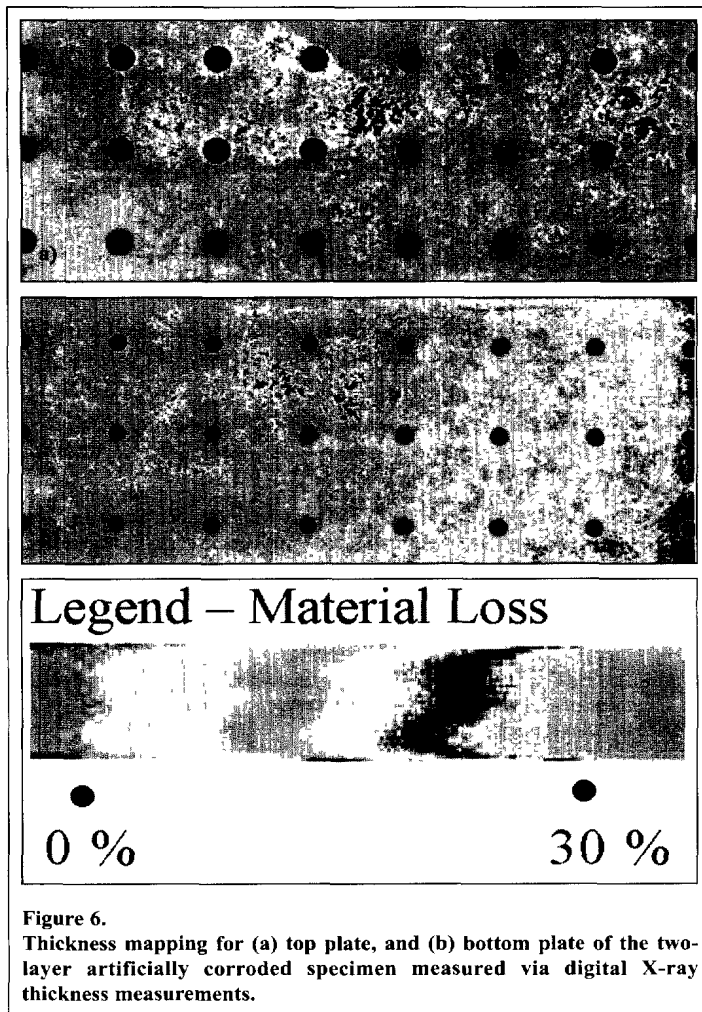 a)
Legend – Material Loss
0 %
30 %
Figure 6.
Thickness mapping for (a) top plate, and (b) bottom plate of the two-
layer artificially corroded specimen measured via digital X-ray
thickness measurements.